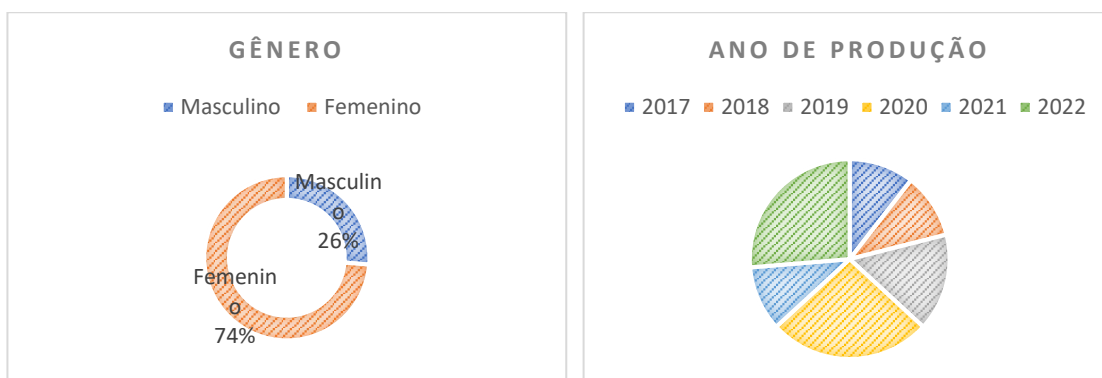 GÊNERO
Masculino Femenino
Masculin
o
26%
Femenin
o
74%
ANO DE PRODUÇÃO
2017 2018 2019 2020 2021 2022